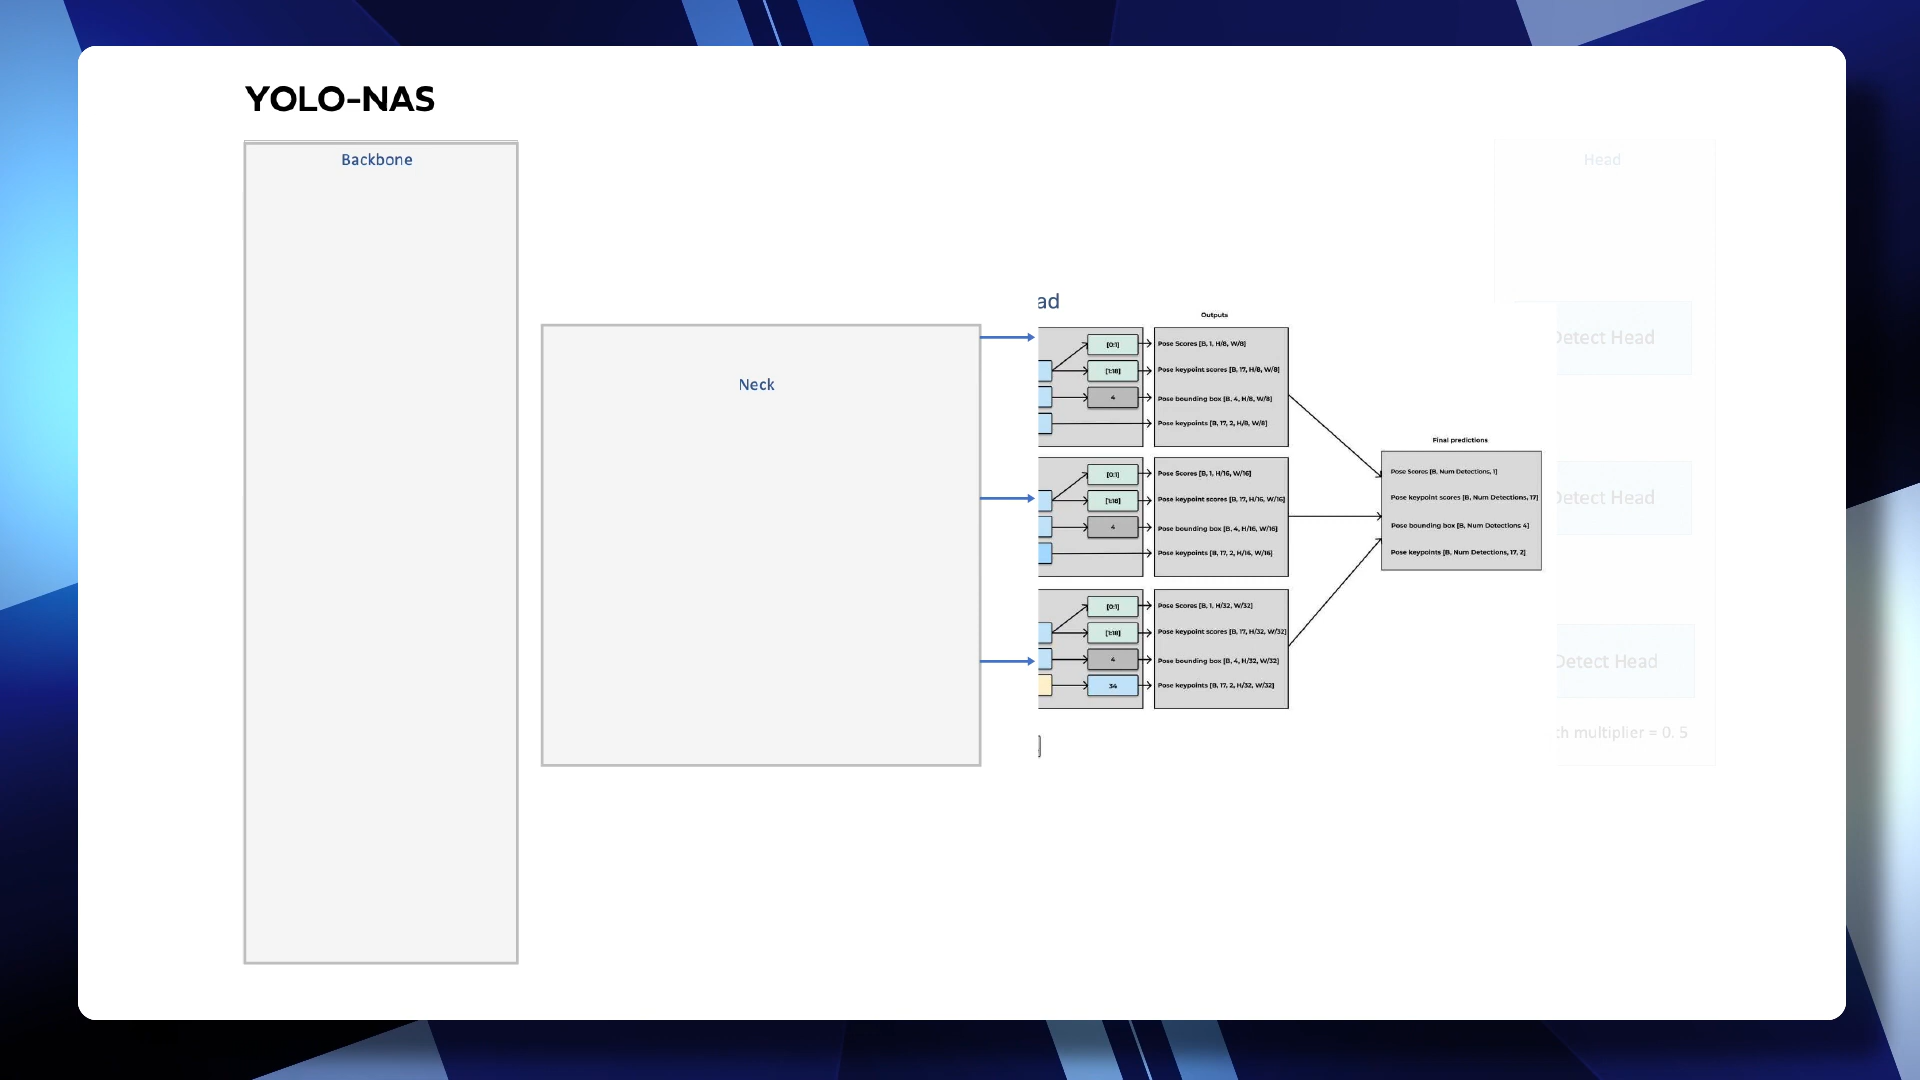 YOLO-NAS
Backbone
Neck
ad
Outputs
[0:1]
Pose Scores [B, 1, H/8, W/8]
[1:18]
Pose keypoint scores [B, 17, H/8, W/8]
4
Pose bounding box [B, 4, H/8, W/8]
Pose keypoints [B, 17, 2, H/8, W/8]
[0:1]
Pose Scores [B, 1, H/16, W/16]
[1:18]
Pose keypoint scores [B, 17, H/16, W/16]
4
Pose bounding box [B, 4, H/16, W/16]
Pose keypoints [B, 17, 2, H/16, W/16]
[0:1]
Pose Scores [B, 1, H/32, W/32]
[1:18]
Pose keypoint scores [B, 17, H/32, W/32]
4
Pose bounding box [B, 4, H/32, W/32]
34
Pose keypoints [B, 17, 2, H/32, W/32]
]
Final predictions
Pose Scores [B, Num Detections, 1]
Pose keypoint scores [B, Num Detections, 17]
Pose bounding box [B, Num Detections 4]
Pose keypoints [B, Num Detections, 17, 2]
Head
Detect Head
Detect Head
Detect Head
th multiplier = 0. 5